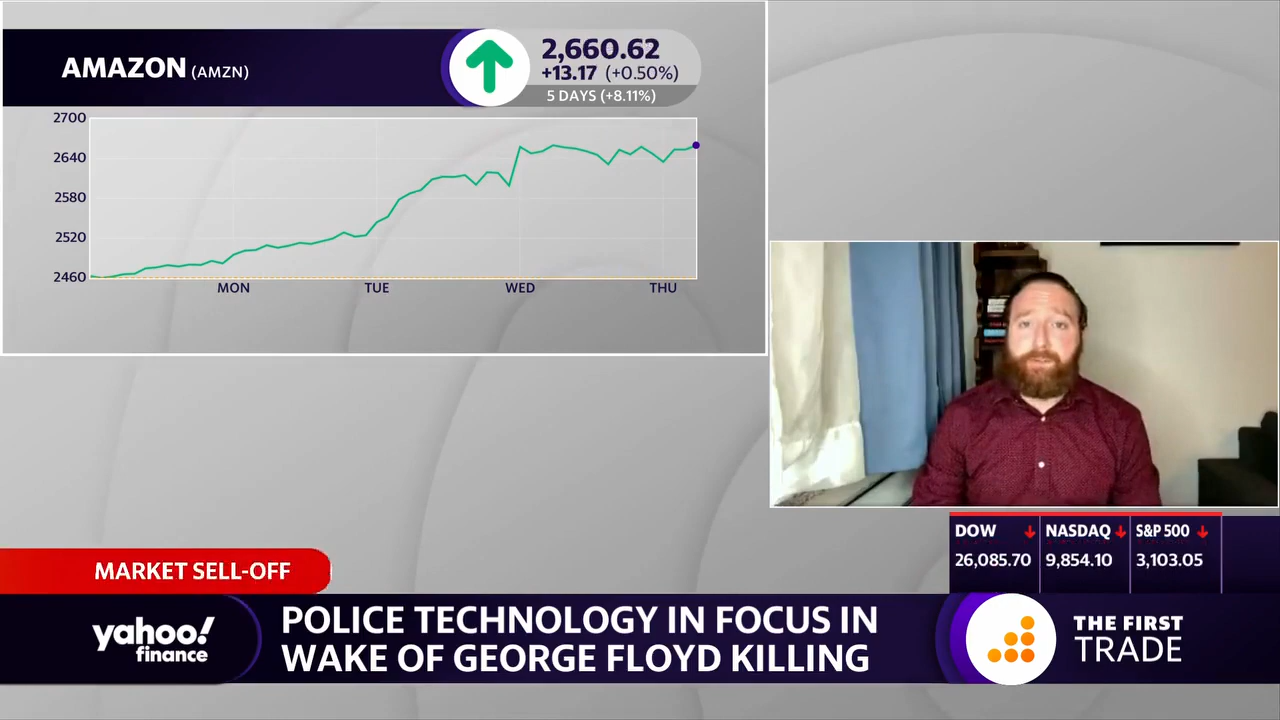 AMAZON (AMZN)
2,660.62
+13.17 (+0.50%)
5 DAYS (+8.11%)
2700
2640
2580
2520
2460
MON TUE WED THU
DOW NASDAQ S&P 500
26,085.70 9,854.10 3,103.05
MARKET SELL-OFF
yahoo!
finance
POLICE TECHNOLOGY IN FOCUS IN
WAKE OF GEORGE FLOYD KILLING
THE FIRST
TRADE